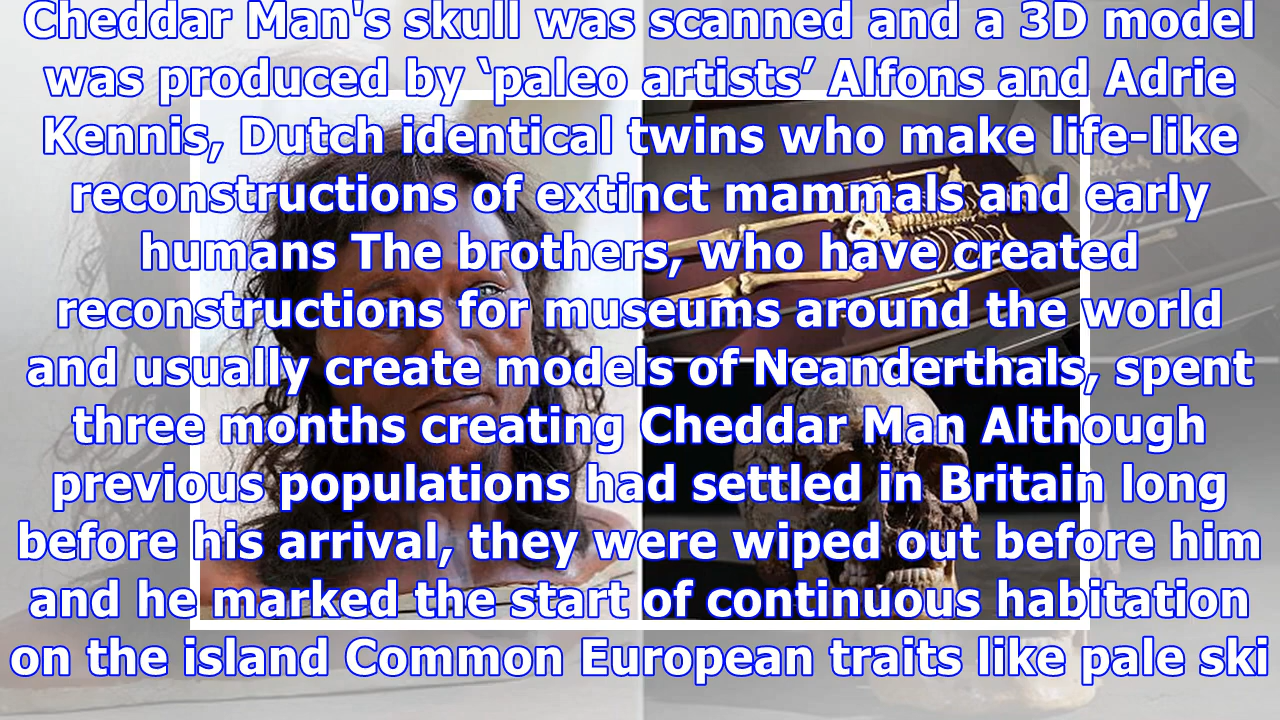 Cheddar Man's skull was scanned and a 3D model
was produced by ‘paleo artists’ Alfons and Adrie
Kennis, Dutch identical twins who make life-like
reconstructions of extinct mammals and early
humans The brothers, who have created
reconstructions for museums around the world
and usually create models of Neanderthals, spent
three months creating Cheddar Man Although
previous populations had settled in Britain long
before his arrival, they were wiped out before him
and he marked the start of continuous habitation
on the island Common European traits like pale ski